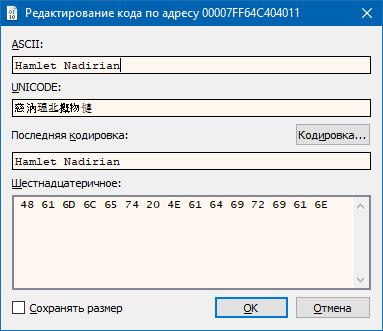 Редактирование кода по адресу 00007FF64C404011
ASCII:
Hamlet Nadirian
UNICODE:
慈汭瑥丠摡物慩
Последняя кодировка:
Кодировка...
Hamlet Nadirian
Шестнадцатеричное:
48 61 6D 6C 65 74 20 4E 61 64 69 72 69 61 6E
Сохранять размер
OK
Отмена